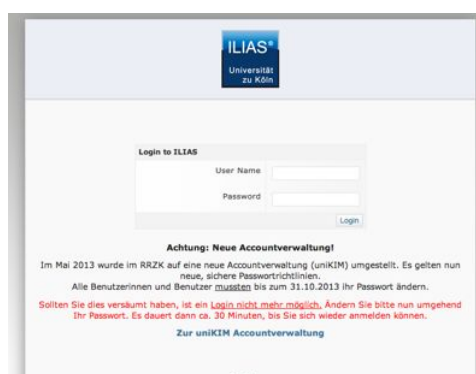 ILIAS®
Universität
zu Köln
Login to ILIAS
User Name
Password
Login
Achtung: Neue Accountverwaltung!
Im Mai 2013 wurde im RRZK auf eine neue Accountverwaltung (uniKIM) umgestellt. Es gelten nun
neue, sichere Passwortrichtlinien.
Alle Benutzerinnen und Benutzer mussten bis zum 31.10.2013 ihr Passwort ändern.
Sollten Sie dies versäumt haben, ist ein Login nicht mehr möglich. Ändern Sie bitte nun umgehend
Ihr Passwort. Es dauert dann ca. 30 Minuten, bis Sie sich wieder anmelden können.
Zur uniKIM Accountverwaltung